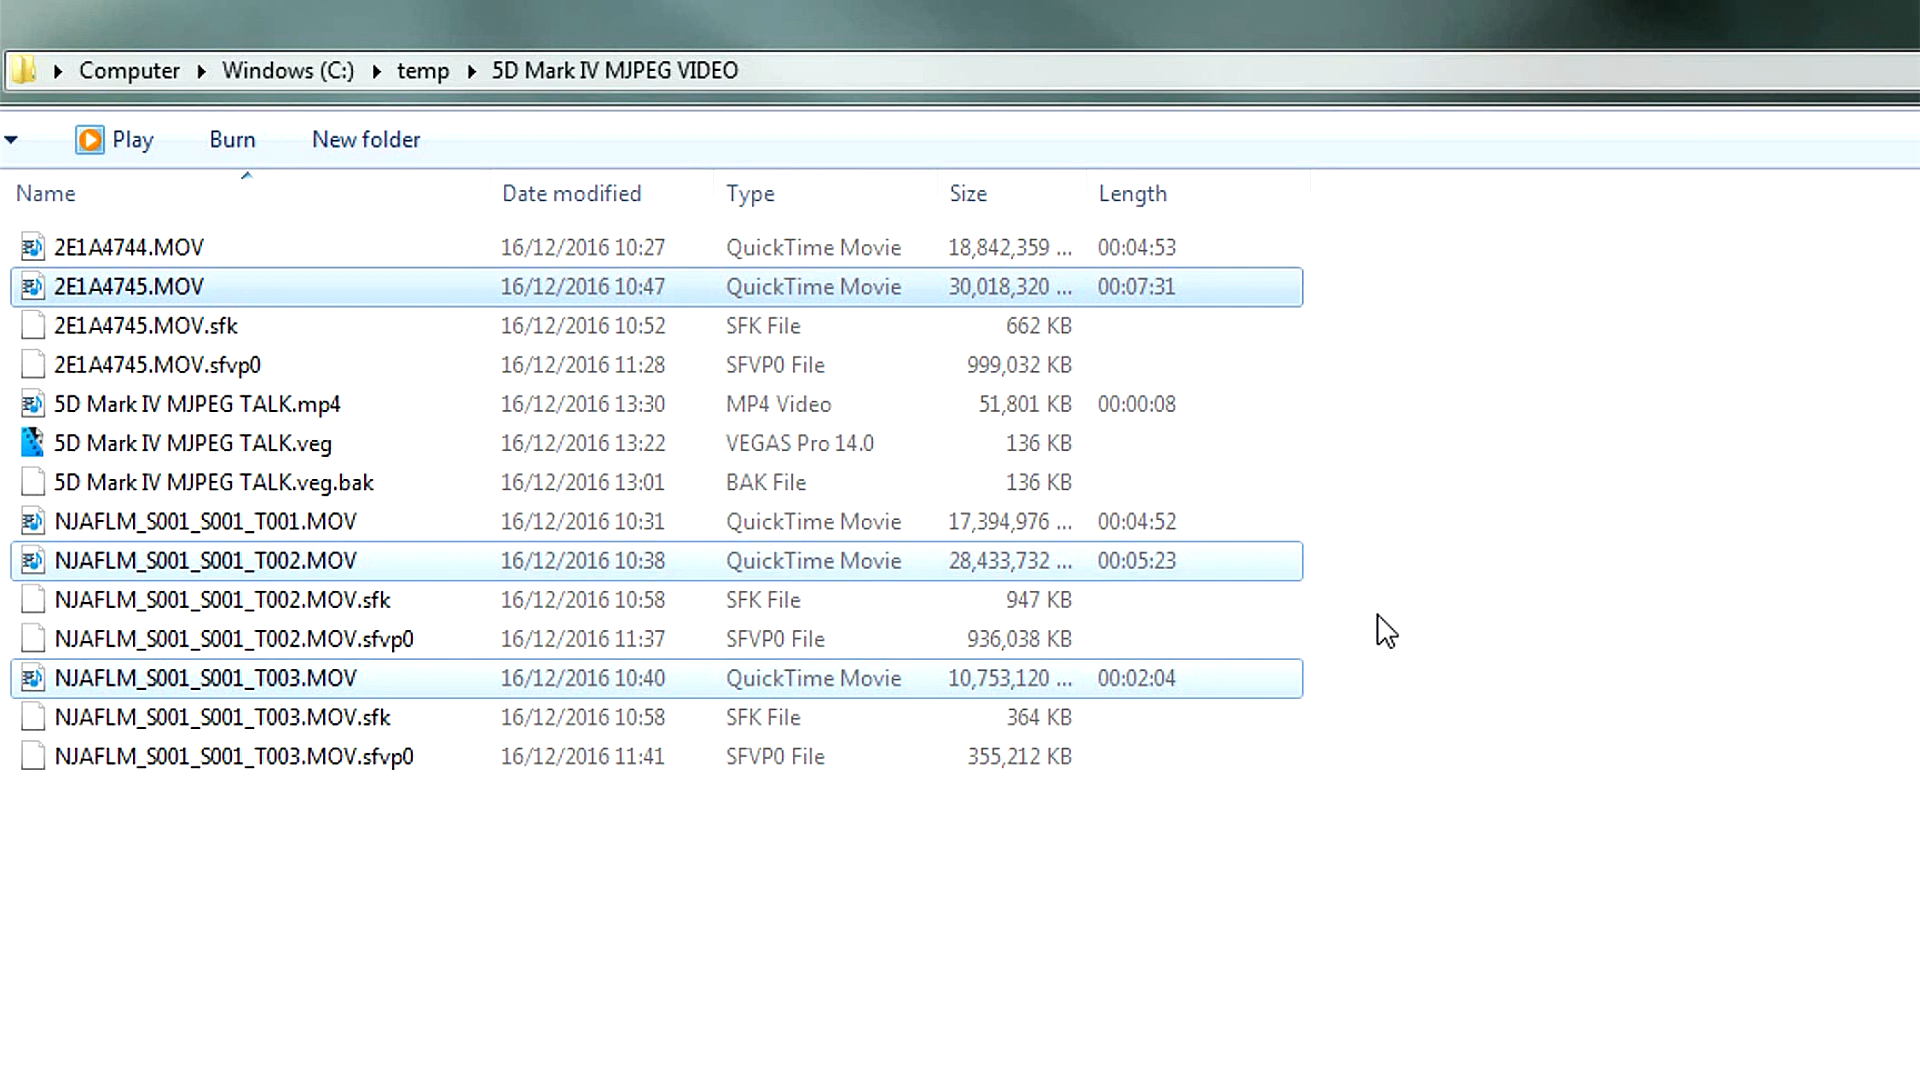 Computer Windows (C:) temp 5D Mark IV MJPEG VIDEO
Play Burn New folder
Name Date modified Type Size Length
2E1A4744.MOV 16/12/2016 10:27 QuickTime Movie 18,842,359 ... 00:04:53
2E1A4745.MOV 16/12/2016 10:47 QuickTime Movie 30,018,320 ... 00:07:31
2E1A4745.MOV.sfk 16/12/2016 10:52 SFK File 662 KB
2E1A4745.MOV.sfvp0 16/12/2016 11:28 SFVP0 File 999,032 KB
5D Mark IV MJPEG TALK.mp4 16/12/2016 13:30 MP4 Video 51,801 KB 00:00:08
5D Mark IV MJPEG TALK.veg 16/12/2016 13:22 VEGAS Pro 14.0 136 KB
5D Mark IV MJPEG TALK.veg.bak 16/12/2016 13:01 BAK File 136 KB
NJAFLM_S001_S001_T001.MOV 16/12/2016 10:31 QuickTime Movie 17,394,976 ... 00:04:52
NJAFLM_S001_S001_T002.MOV 16/12/2016 10:38 QuickTime Movie 28,433,732 ... 00:05:23
NJAFLM_S001_S001_T002.MOV.sfk 16/12/2016 10:58 SFK File 947 KB
NJAFLM_S001_S001_T002.MOV.sfvp0 16/12/2016 11:37 SFVP0 File 936,038 KB
NJAFLM_S001_S001_T003.MOV 16/12/2016 10:40 QuickTime Movie 10,753,120 ... 00:02:04
NJAFLM_S001_S001_T003.MOV.sfk 16/12/2016 10:58 SFK File 364 KB
NJAFLM_S001_S001_T003.MOV.sfvp0 16/12/2016 11:41 SFVP0 File 355,212 KB